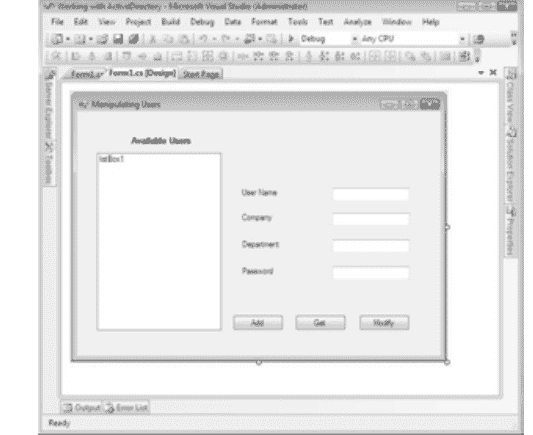 Working with ActiveDirectory - Microsoft Visual Studio (Administrator)
File Edit View Project Build Debug Data Format Tools Test Analyze Window Help
Debug Any CPU
Form1.cs Form1.cs [Design] Start Page
Server Explorer Toolbox
Manipulating Users
Available Users
listBox1
User Name
Company
Department
Password
Add Get Modify
Class View Solution Explorer Properties
Output Error List
Ready